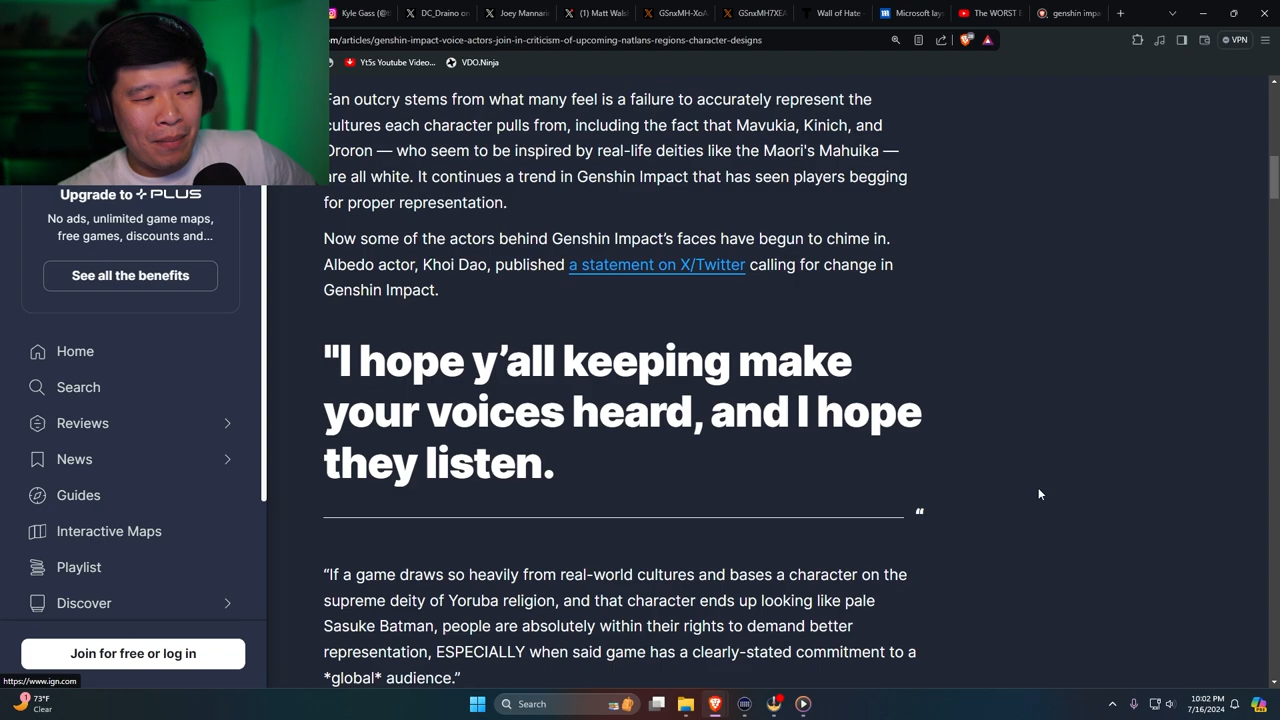 Kyle Gass (@t
DC_Draino on
Joey Mannari
(1) Matt Wals
GSnxMH-XoA
GSnxMH7XEA
Wall of Hate -
Microsoft lay
The WORST E
genshin imp
om/articles/genshin-impact-voice-actors-join-in-criticism-of-upcoming-natlans-regions-character-designs
VPN
Yt5s Youtube Video...
VDO.Ninja
Fan outcry stems from what many feel is a failure to accurately represent the
cultures each character pulls from, including the fact that Mavukia, Kinich, and
Ororon — who seem to be inspired by real-life deities like the Maori's Mahuika —
are all white. It continues a trend in Genshin Impact that has seen players begging
for proper representation.
Now some of the actors behind Genshin Impact's faces have begun to chime in.
Albedo actor, Khoi Dao, published a statement on X/Twitter calling for change in
Genshin Impact.
"I hope y'all keeping make
your voices heard, and I hope
they listen.
“
“If a game draws so heavily from real-world cultures and bases a character on the
supreme deity of Yoruba religion, and that character ends up looking like pale
Sasuke Batman, people are absolutely within their rights to demand better
representation, ESPECIALLY when said game has a clearly-stated commitment to a
*global* audience.”
Upgrade to PLUS
No ads, unlimited game maps,
free games, discounts and...
See all the benefits
Home
Search
Reviews
News
Guides
Interactive Maps
Playlist
Discover
Join for free or log in
https://www.ign.com
73°F
Clear
Search
10:02 PM
7/16/2024